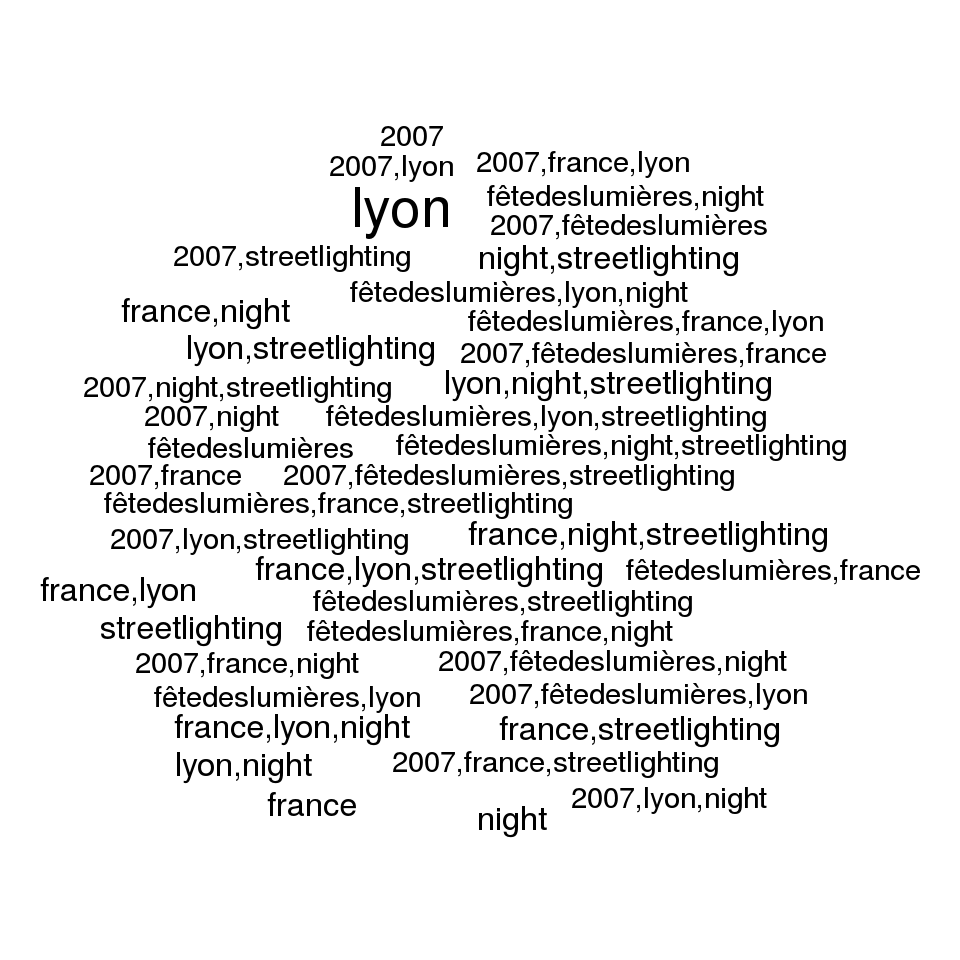 2007
2007,lyon 2007,france,lyon
lyon fêtedeslumières,night
2007,fêtedeslumières
2007,streetlighting night,streetlighting
fêtedeslumières,lyon,night
france,night fêtedeslumières,france,lyon
lyon,streetlighting 2007,fêtedeslumières,france
2007,night,streetlighting lyon,night,streetlighting
2007,night fêtedeslumières,lyon,streetlighting
fêtedeslumières fêtedeslumières,night,streetlighting
2007,france 2007,fêtedeslumières,streetlighting
fêtedeslumières,france,streetlighting
2007,lyon,streetlighting france,night,streetlighting
france,lyon,streetlighting fêtedeslumières,france
france,lyon fêtedeslumières,streetlighting
streetlighting fêtedeslumières,france,night
2007,france,night 2007,fêtedeslumières,night
fêtedeslumières,lyon 2007,fêtedeslumières,lyon
france,lyon,night france,streetlighting
lyon,night 2007,france,streetlighting
france 2007,lyon,night
night